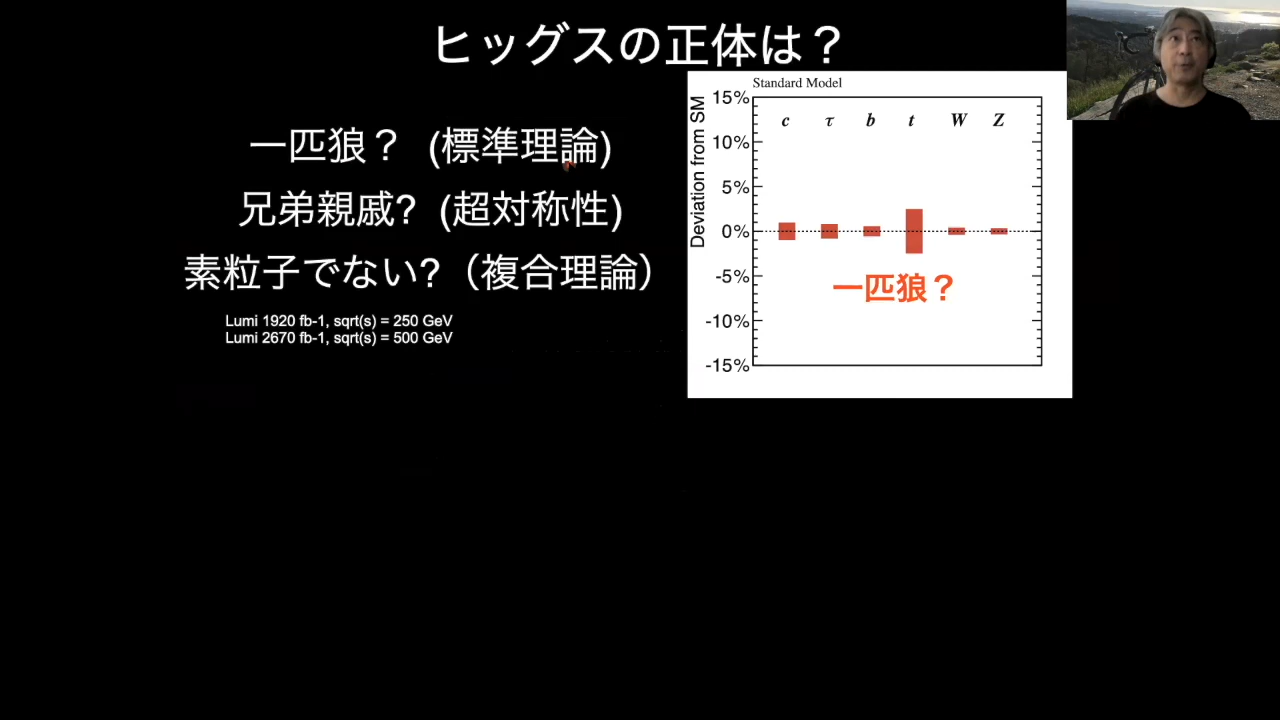 ヒッグスの正体は？
一匹狼？ (標準理論)
兄弟親戚? (超対称性)
素粒子でない?（複合理論）
Lumi 1920 fb-1, sqrt(s) = 250 GeV
Lumi 2670 fb-1, sqrt(s) = 500 GeV
Standard Model
Deviation from SM
15%
10%
5%
0%
-5%
-10%
-15%
c τ b t W Z
一匹狼？